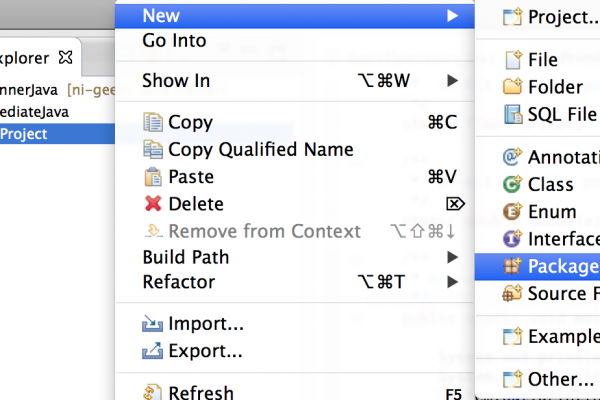 New
Go Into
Show In ⌥⌘W
Copy ⌘C
Copy Qualified Name
Paste ⌘V
Delete ⌦
Remove from Context ⌥⇧⌘↓
Build Path
Refactor ⌥⌘T
Import...
Export...
Refresh F5
xplorer
nnerJava [ni-gee
ediateJava
Project
Project..
File
Folder
SQL File
Annotati
Class
Enum
Interface
Package
Source F
Example
Other...